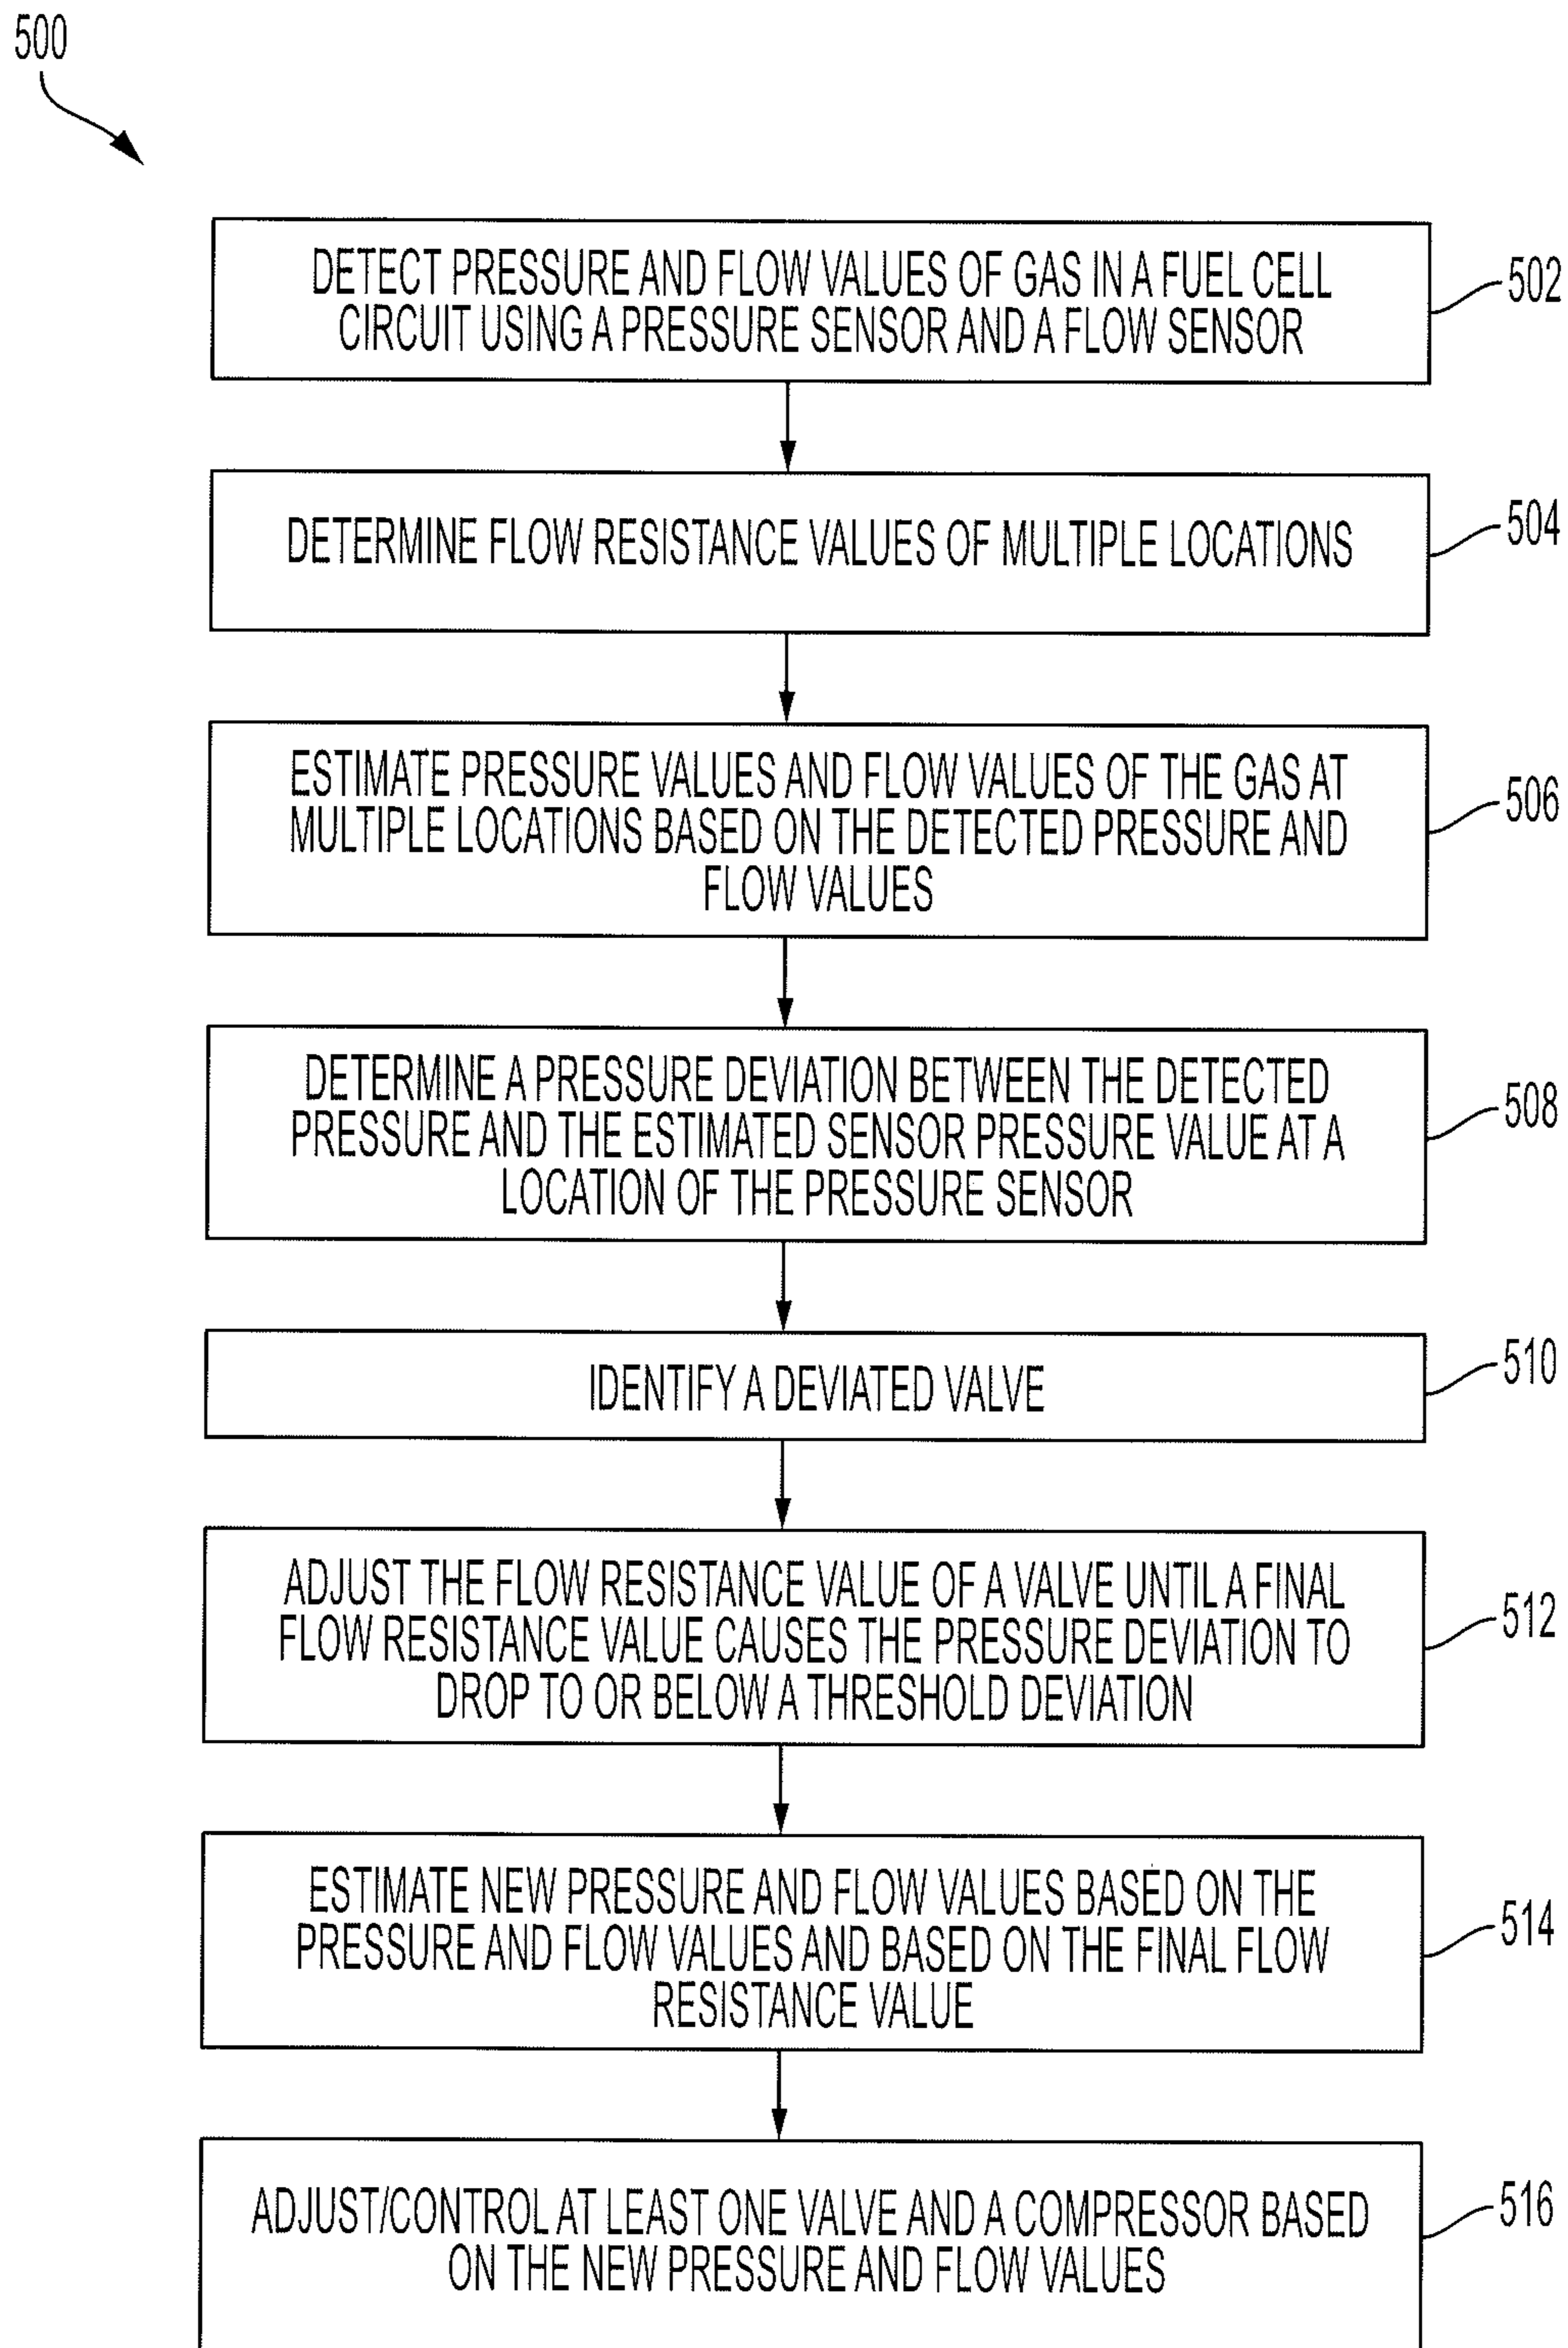 500
DETECT PRESSURE AND FLOW VALUES OF GAS IN A FUEL CELL
CIRCUIT USING A PRESSURE SENSOR AND A FLOW SENSOR
502
DETERMINE FLOW RESISTANCE VALUES OF MULTIPLE LOCATIONS
504
ESTIMATE PRESSURE VALUES AND FLOW VALUES OF THE GAS AT
MULTIPLE LOCATIONS BASED ON THE DETECTED PRESSURE AND
FLOW VALUES
506
DETERMINE A PRESSURE DEVIATION BETWEEN THE DETECTED
PRESSURE AND THE ESTIMATED SENSOR PRESSURE VALUE AT A
LOCATION OF THE PRESSURE SENSOR
508
IDENTIFY A DEVIATED VALVE
510
ADJUST THE FLOW RESISTANCE VALUE OF A VALVE UNTIL A FINAL
FLOW RESISTANCE VALUE CAUSES THE PRESSURE DEVIATION TO
DROP TO OR BELOW A THRESHOLD DEVIATION
512
ESTIMATE NEW PRESSURE AND FLOW VALUES BASED ON THE
PRESSURE AND FLOW VALUES AND BASED ON THE FINAL FLOW
RESISTANCE VALUE
514
ADJUST/CONTROL AT LEAST ONE VALVE AND A COMPRESSOR BASED
ON THE NEW PRESSURE AND FLOW VALUES
516